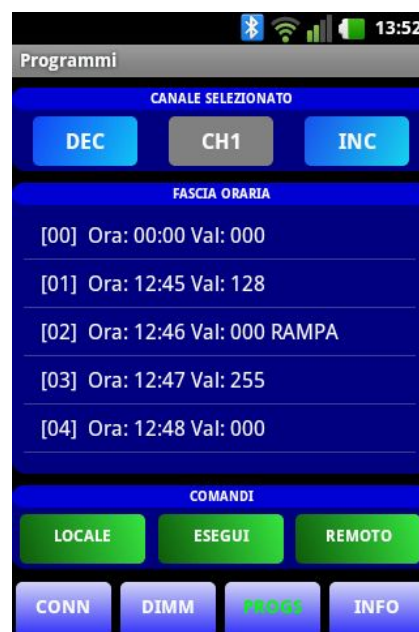 13:52
Programmi
CANALE SELEZIONATO
DEC CH1 INC
FASCIA ORARIA
[00] Ora: 00:00 Val: 000
[01] Ora: 12:45 Val: 128
[02] Ora: 12:46 Val: 000 RAMPA
[03] Ora: 12:47 Val: 255
[04] Ora: 12:48 Val: 000
COMANDI
LOCALE ESEGUI REMOTO
CONN DIMM PROGS INFO